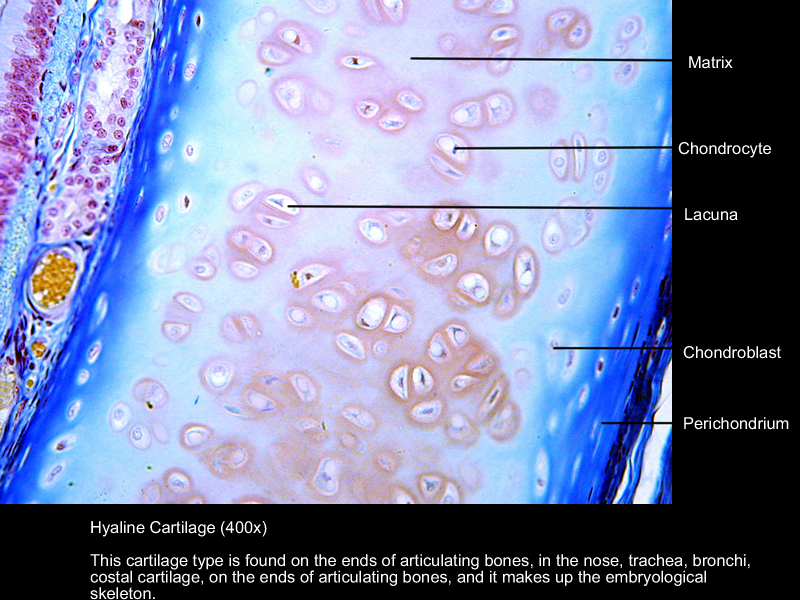 Matrix
Chondrocyte
Lacuna
Chondroblast
Perichondrium
Hyaline Cartilage (400x)
This cartilage type is found on the ends of articulating bones, in the nose, trachea, bronchi,
costal cartilage, on the ends of articulating bones, and it makes up the embryological
skeleton.